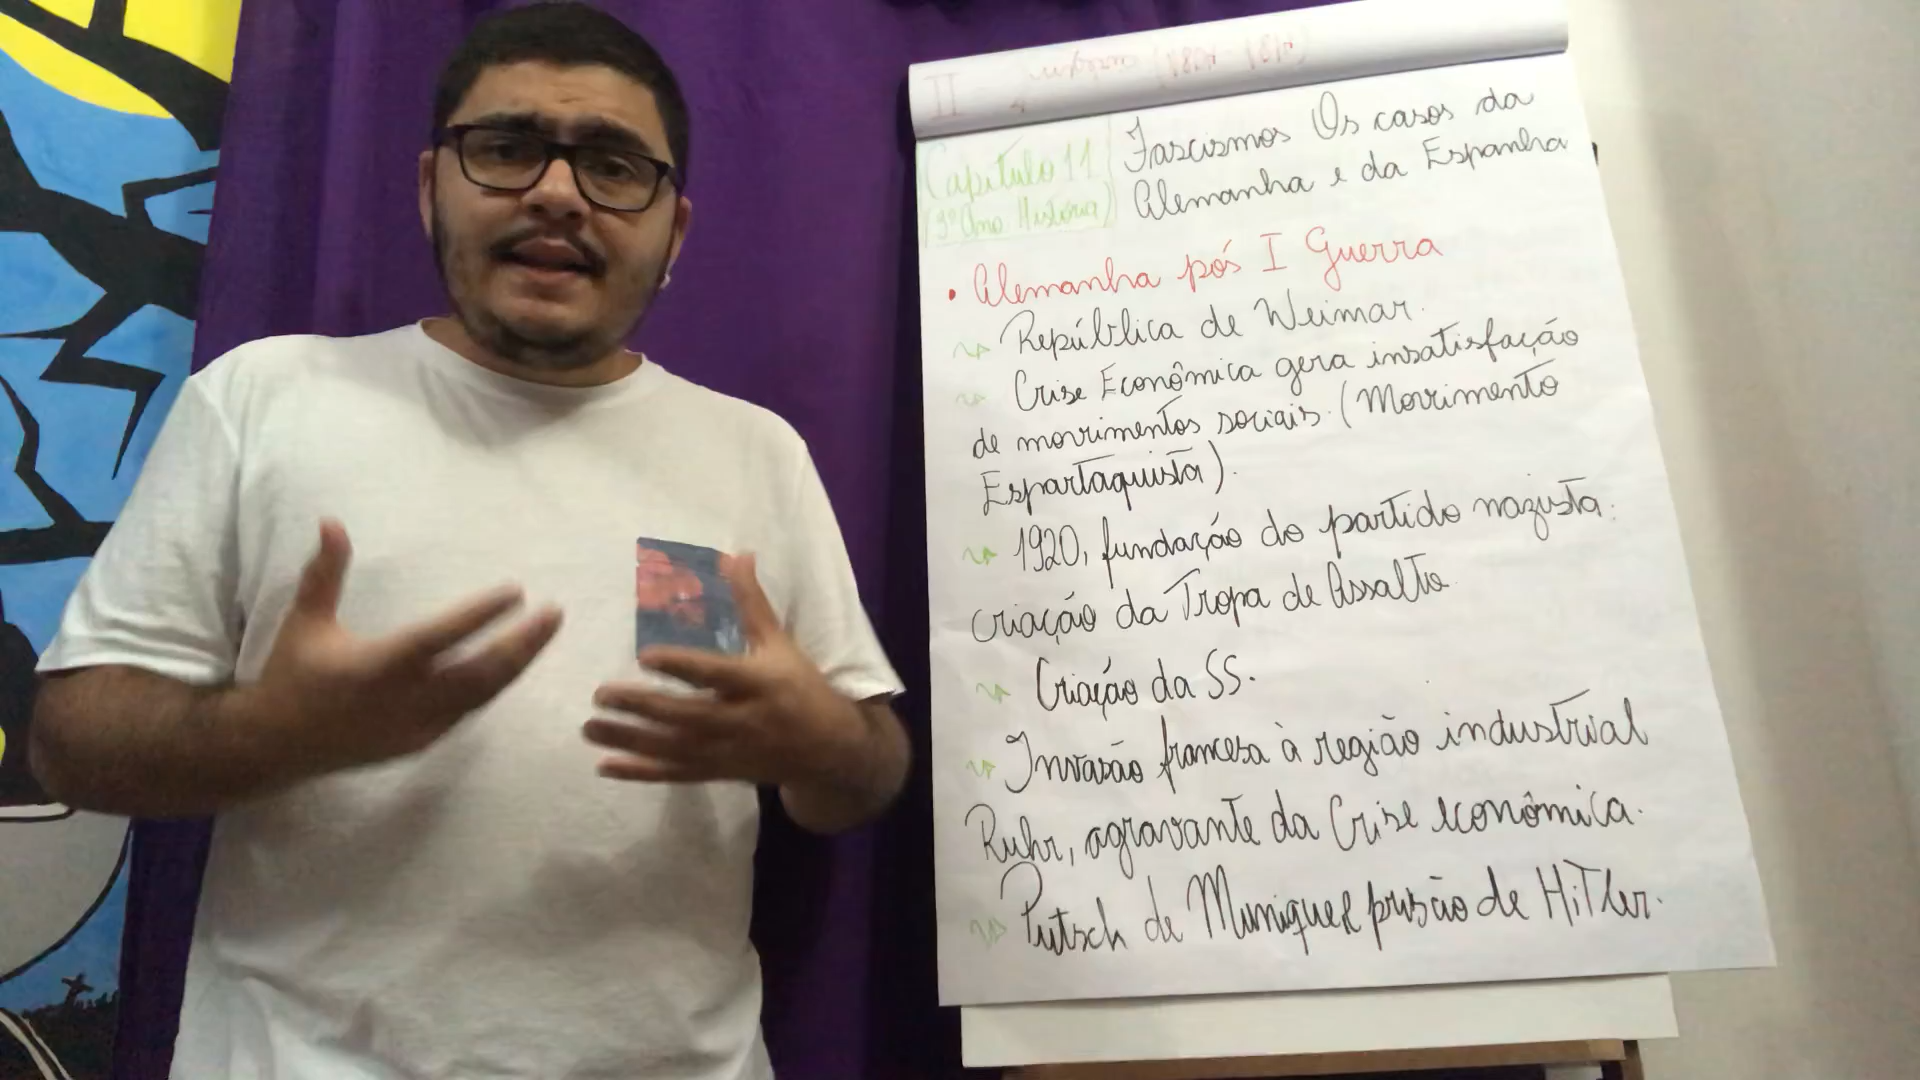 II
Capítulo 11
(3º Ano História)
Fascismos Os casos da
Alemanha e da Espanha
• Alemanha pós I Guerra
República de Weimar.
Crise Econômica gera insatisfação
de movimentos sociais. (Movimento
Espartaquista).
1920, fundação do partido nazista.
criação da Tropa de Assalto
Criação da SS.
Invasão francesa à região industrial
Ruhr, agravante da Crise econômica.
Putsch de Munique prisão de Hitler.